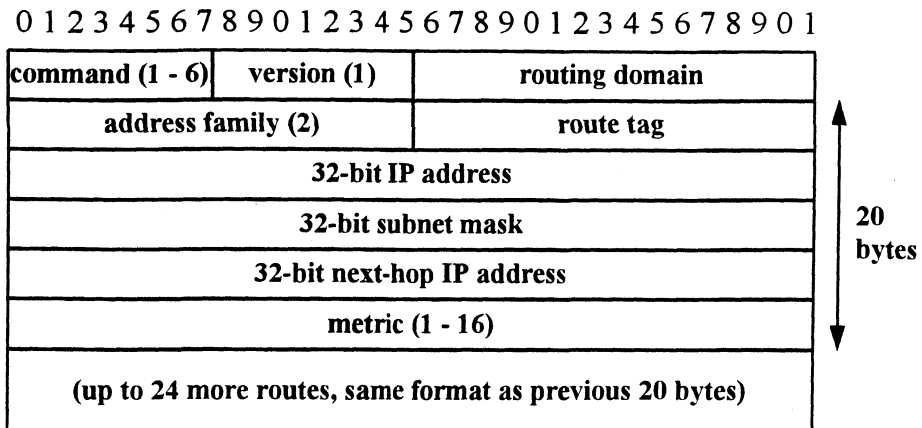 0 1 2 3 4 5 6 7 8 9 0 1 2 3 4 5 6 7 8 9 0 1 2 3 4 5 6 7 8 9 0 1
command (1 - 6) version (1) routing domain
address family (2) route tag
32-bit IP address
32-bit subnet mask
32-bit next-hop IP address
metric (1 - 16)
20
bytes
(up to 24 more routes, same format as previous 20 bytes)